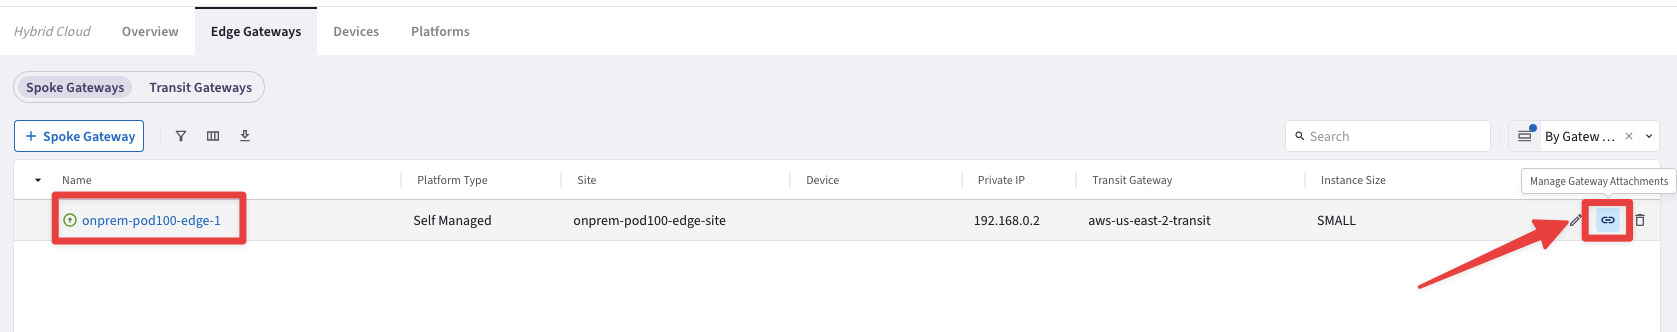 Hybrid Cloud Overview Edge Gateways Devices Platforms
Spoke Gateways Transit Gateways
+ Spoke Gateway Search By Gatew ...
Name Platform Type Site Device Private IP Transit Gateway Instance Size
Manage Gateway Attachments
onprem-pod100-edge-1 Self Managed onprem-pod100-edge-site 192.168.0.2 aws-us-east-2-transit SMALL